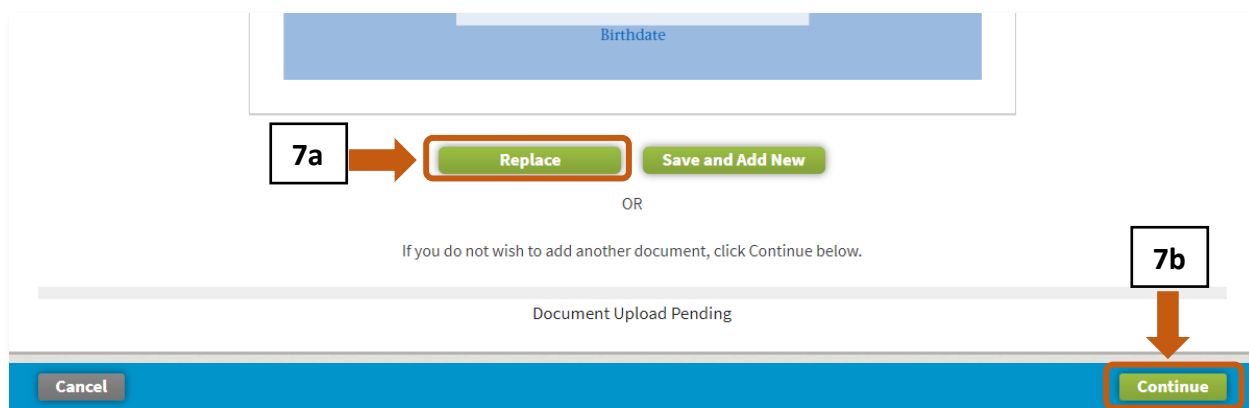 Birthdate
7a
Replace
Save and Add New
OR
If you do not wish to add another document, click Continue below.
7b
Document Upload Pending
Cancel
Continue